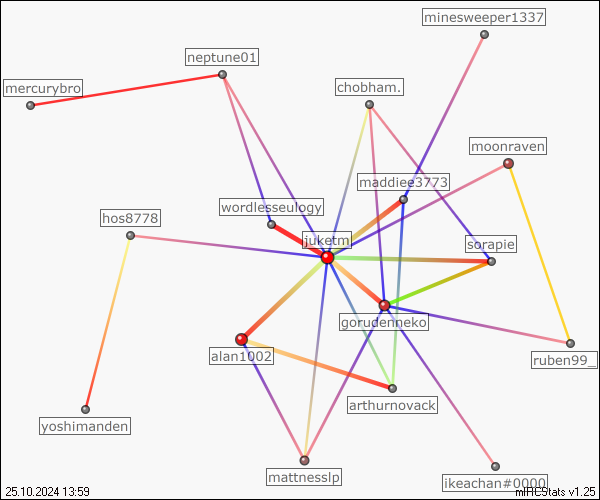 minesweeper1337
neptune01
mercurybro
chobham.
moonraven
maddiee3773
wordlesseulogy
hos8778
juketm
sorapie
gorudenneko
alan1002
ruben99_
arthurnovack
yoshimanden
mattnesslp
ikeachan#0000
25.10.2024 13:59
mIRCStats v1.25